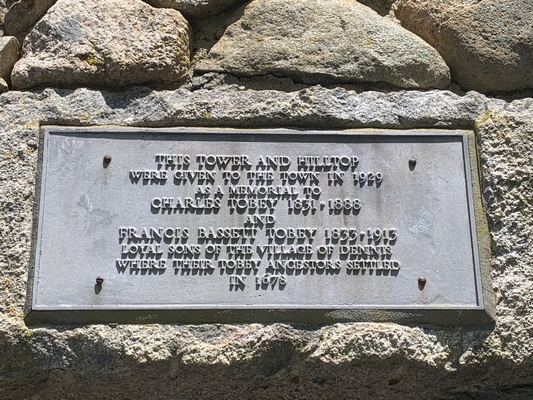 THIS TOWER AND HILLTOP
WERE GIVEN TO THE TOWN IN 1929
AS A MEMORIAL TO
CHARLES TOBEY 1831-1888
AND
FRANCIS BASSETT TOBEY 1833-1913
LOYAL SONS OF THE VILLAGE OF DENNIS
WHERE THEIR TOBEY ANCESTORS SETTLED
IN 1678